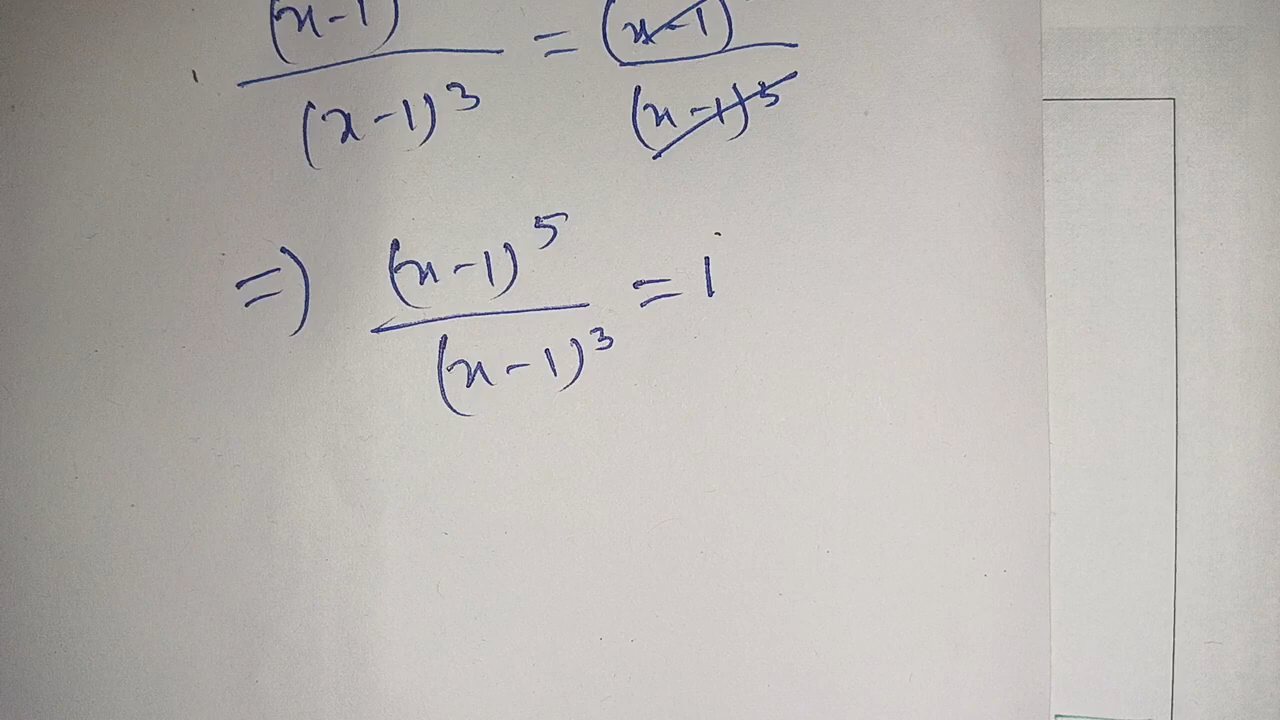 (x-1) / (x-1)^3 = (x-1) / (x-1)^5
=> (x-1)^5 / (x-1)^3 = 1